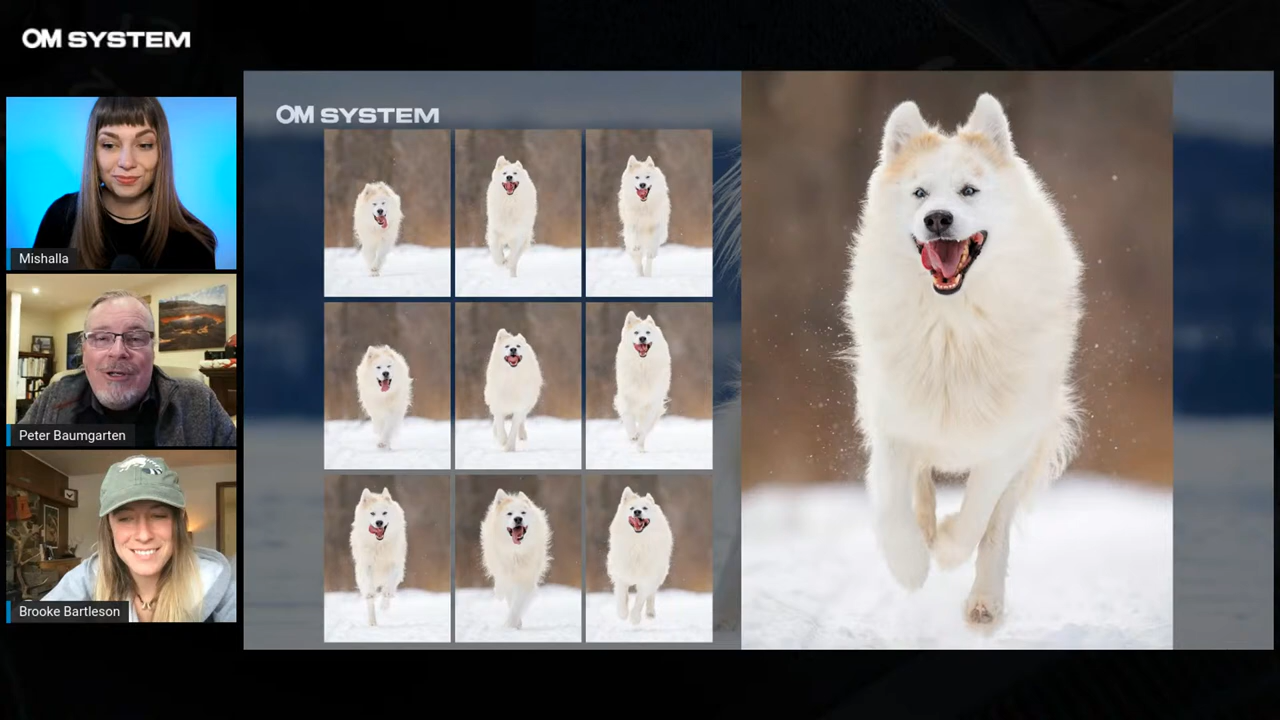 OM SYSTEM
Mishalla
Peter Baumgarten
Brooke Bartleson
OM SYSTEM